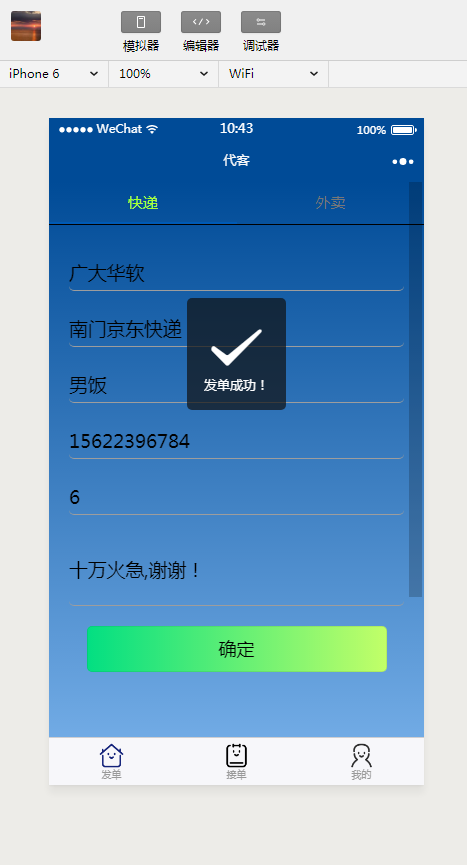 模拟器 编辑器 调试器
iPhone 6 100% WiFi
WeChat 10:43 100%
代客
快递 外卖
广大华软
南门京东快递
男饭
发单成功！
15622396784
6
十万火急,谢谢！
确定
发单 接单 我的